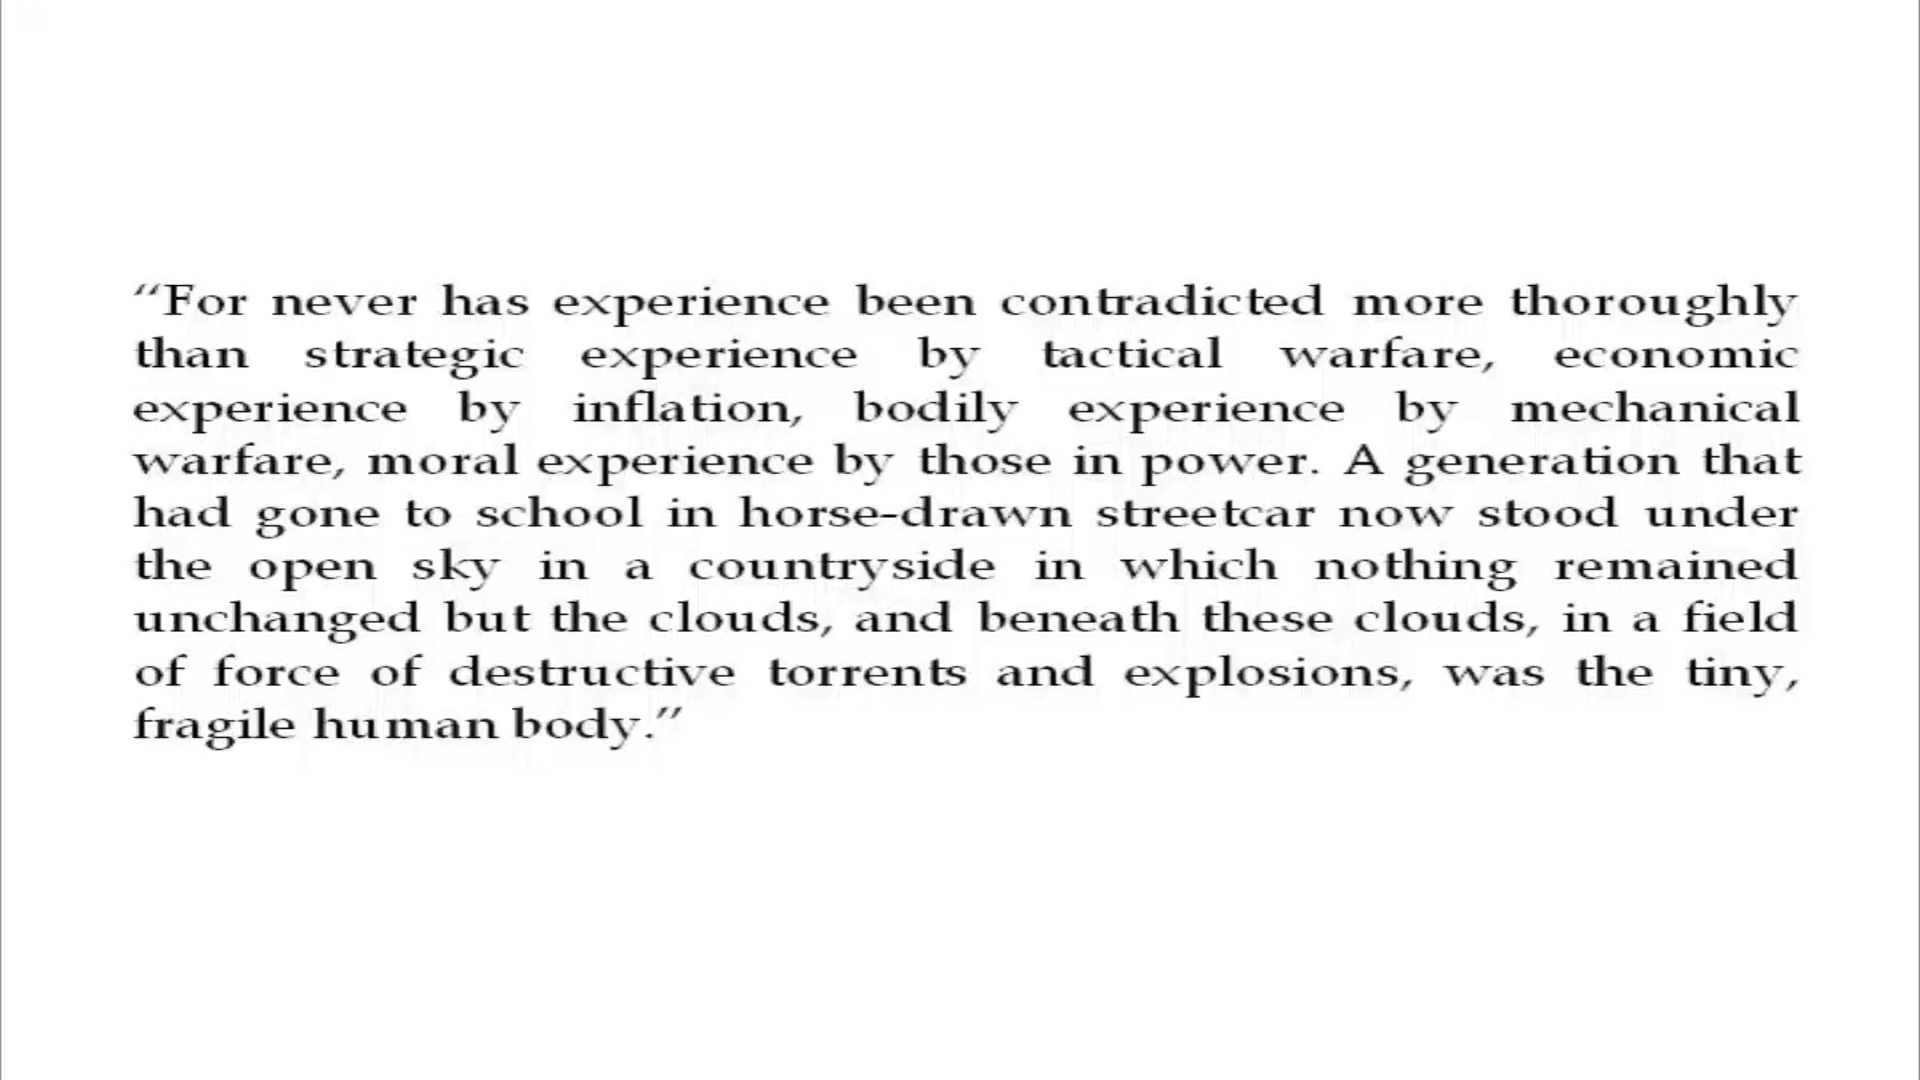 “For never has experience been contradicted more thoroughly
than strategic experience by tactical warfare, economic
experience by inflation, bodily experience by mechanical
warfare, moral experience by those in power. A generation that
had gone to school in horse-drawn streetcar now stood under
the open sky in a countryside in which nothing remained
unchanged but the clouds, and beneath these clouds, in a field
of force of destructive torrents and explosions, was the tiny,
fragile human body.”